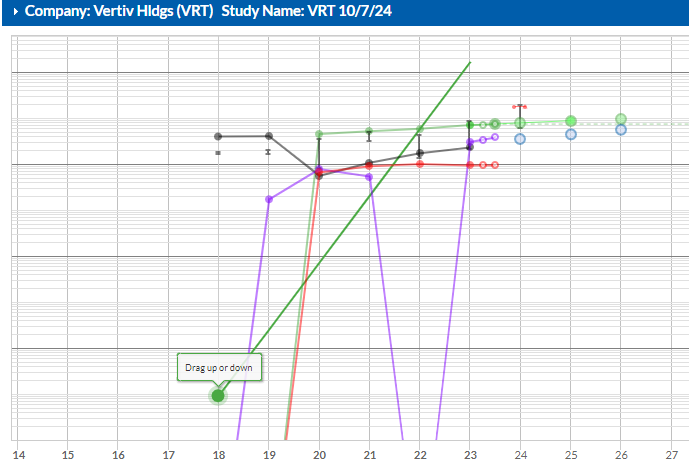 Company: Vertiv Hldgs (VRT) Study Name: VRT 10/7/24
Drag up or down
14 15 16 17 18 19 20 21 22 23 24 25 26 27